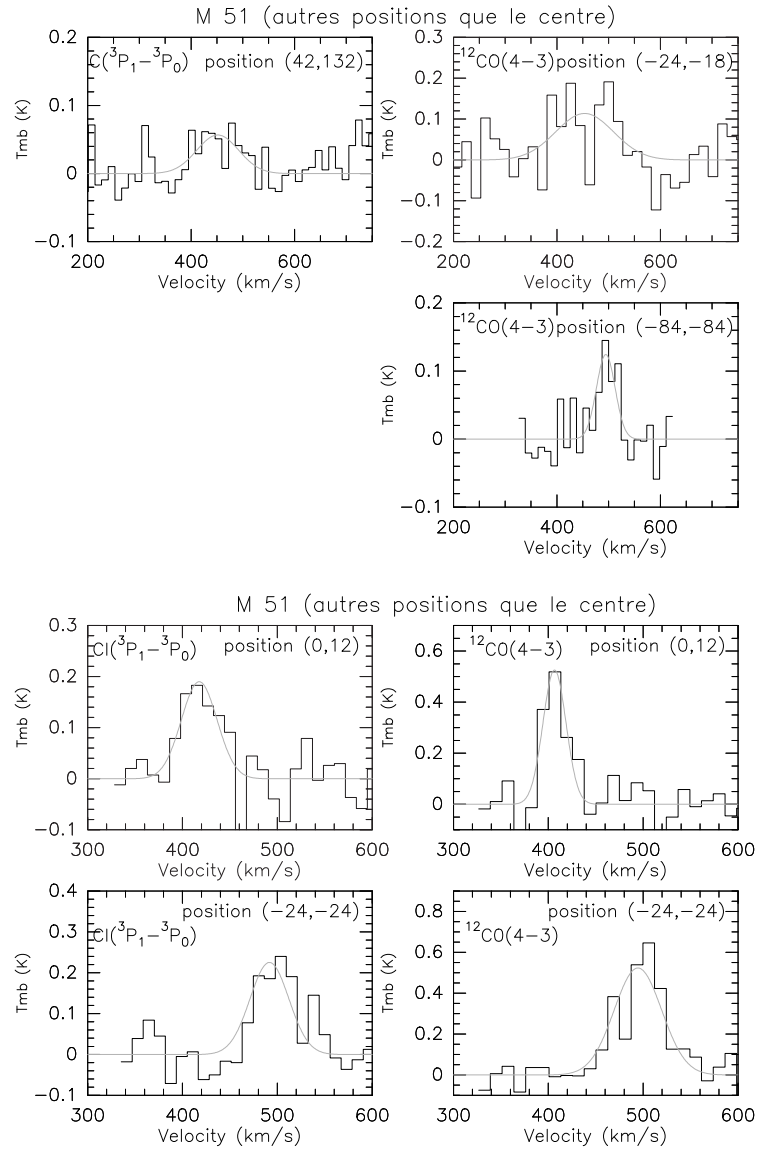 M 51 (autres positions que le centre)
C(³P₁−³P₀) position (42,132)
Tmb (K)
0.2
0.1
0
−0.1
200 400 600
Velocity (km/s)
¹²CO(4−3)position (−24,−18)
Tmb (K)
0.3
0.2
0.1
0
−0.1
−0.2
200 400 600
Velocity (km/s)
¹²CO(4−3)position (−84,−84)
Tmb (K)
0.2
0.1
0
−0.1
200 400 600
Velocity (km/s)
M 51 (autres positions que le centre)
CI(³P₁−³P₀) position (0,12)
Tmb (K)
0.3
0.2
0.1
0
−0.1
300 400 500 600
Velocity (km/s)
¹²CO(4−3) position (0,12)
Tmb (K)
0.6
0.4
0.2
0
300 400 500 600
Velocity (km/s)
position (−24,−24)
CI(³P₁−³P₀)
Tmb (K)
0.4
0.3
0.2
0.1
0
−0.1
300 400 500 600
Velocity (km/s)
position (−24,−24)
¹²CO(4−3)
Tmb (K)
0.8
0.6
0.4
0.2
0
300 400 500 600
Velocity (km/s)